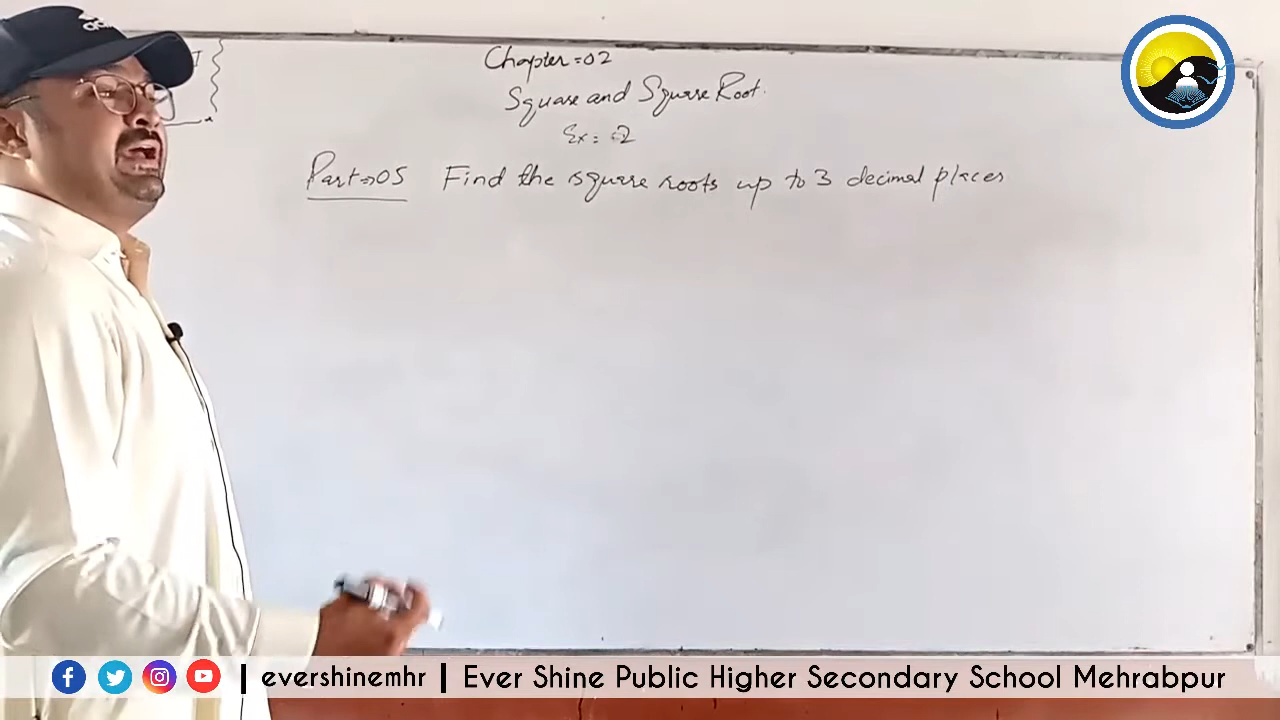 Chapter = 02
Square and Square Root.
Ex = 2
Part = 05 Find the square roots up to 3 decimal places
| evershinemhr | Ever Shine Public Higher Secondary School Mehrabpur